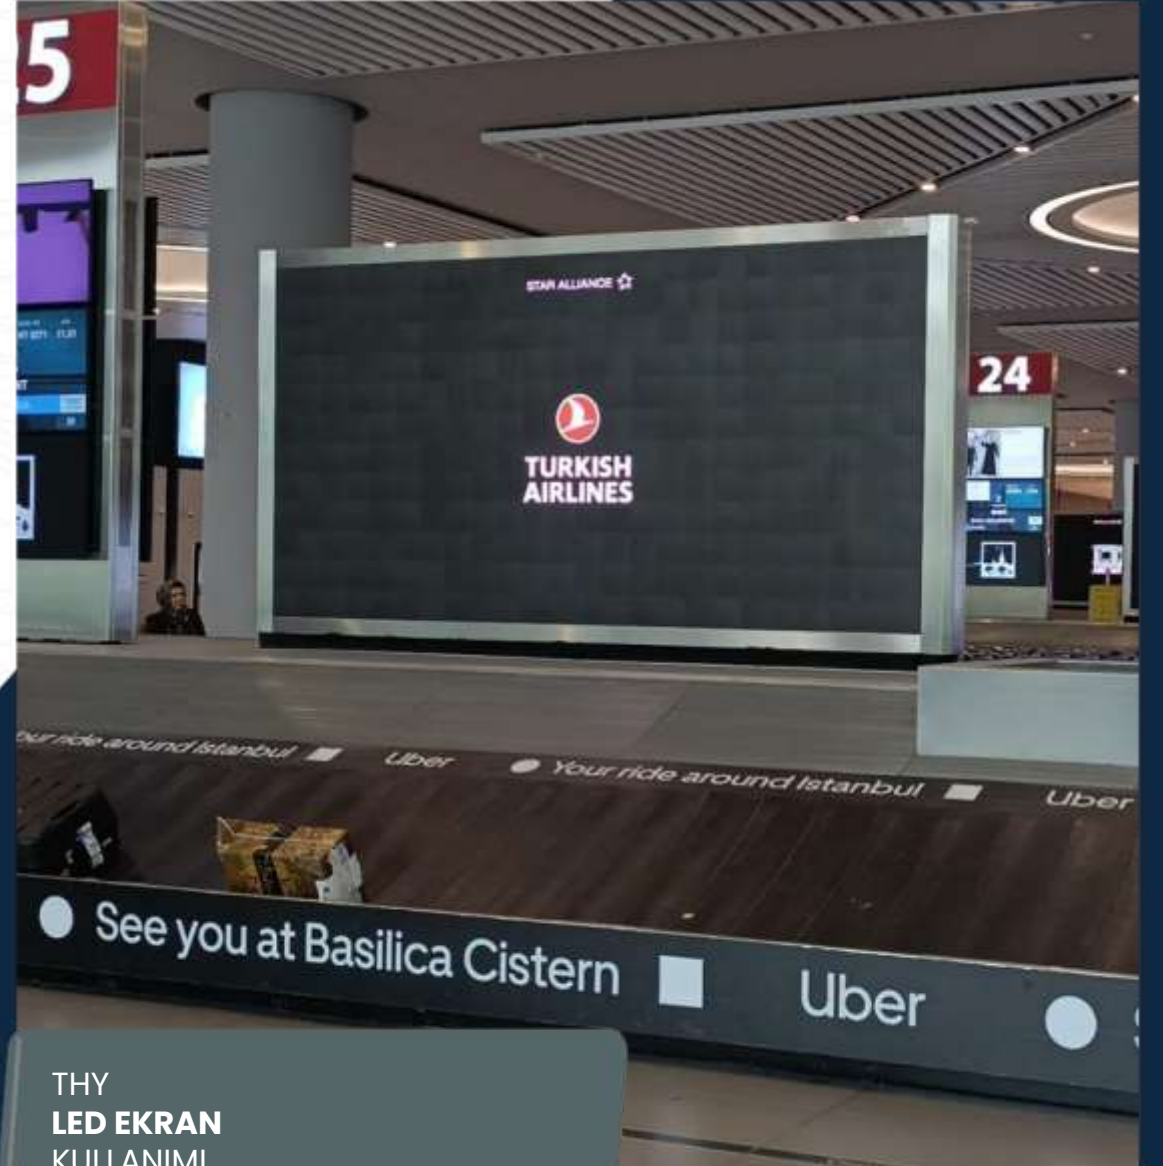 25
STAR ALLIANCE
TURKISH
AIRLINES
24
your ride around Istanbul Uber Your ride around Istanbul Uber
See you at Basilica Cistern Uber
THY
LED EKRAN
KULLANIMI